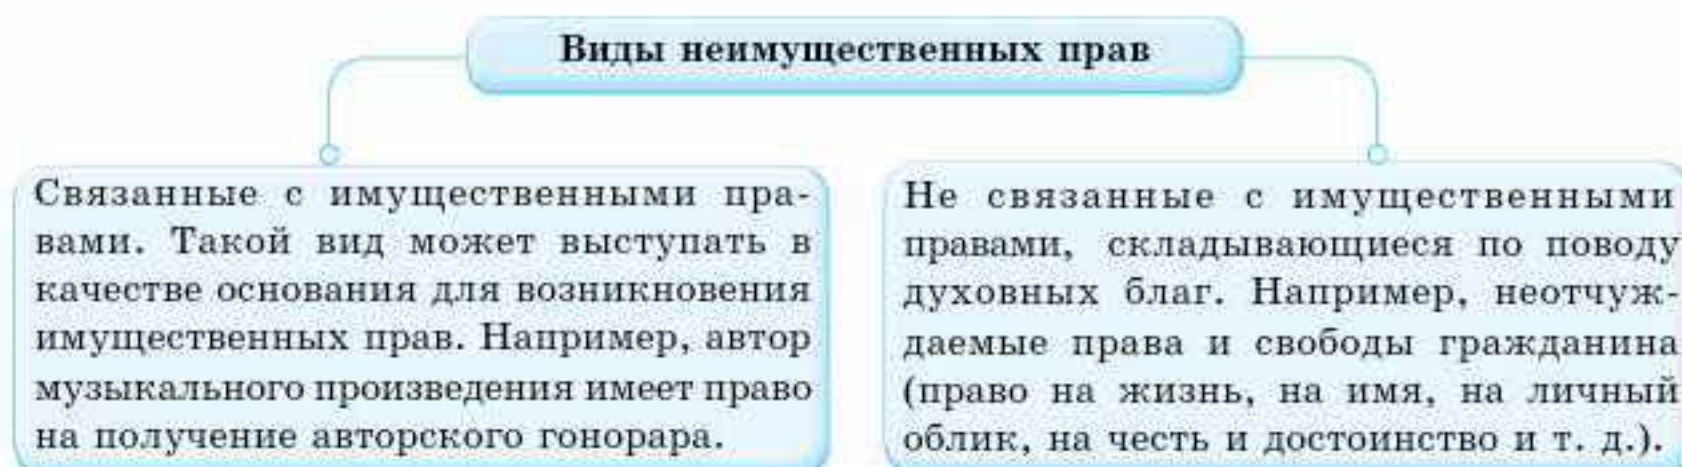 Виды неимущественных прав
Связанные с имущественными пра-
вами. Такой вид может выступать в
качестве основания для возникновения
имущественных прав. Например, автор
музыкального произведения имеет право
на получение авторского гонорара.
Не связанные с имущественными
правами, складывающиеся по поводу
духовных благ. Например, неотчуж-
даемые права и свободы гражданина
(право на жизнь, на имя, на личный
облик, на честь и достоинство и т. д.).